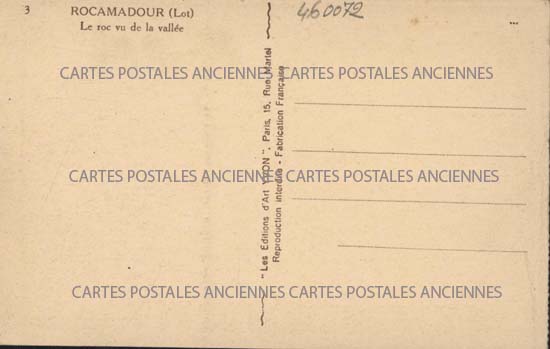 3
ROCAMADOUR (Lot)
Le roc vu de la vallée
460072
CARTES POSTALES ANCIENNES CARTES POSTALES ANCIENNES
CARTES POSTALES ANCIENNES CARTES POSTALES ANCIENNES
CARTES POSTALES ANCIENNES CARTES POSTALES ANCIENNES
"Les Editions d'Art YVON", Paris, 15, Rue Martel
Reproduction interdite - Fabrication Française